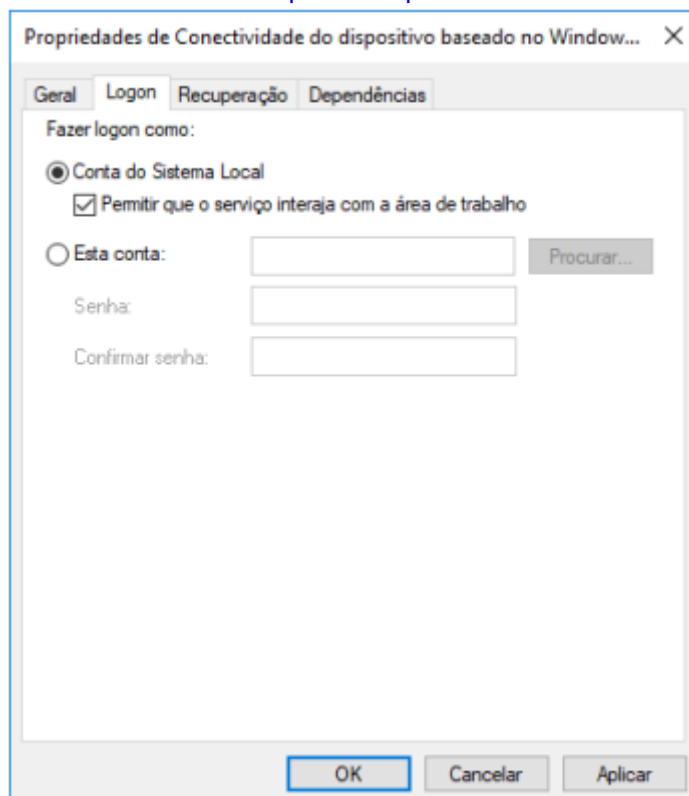 Propriedades de Conectividade do dispositivo baseado no Window...
Geral Logon Recuperação Dependências
Fazer logon como:
Conta do Sistema Local
Permitir que o serviço interaja com a área de trabalho
Esta conta: Procurar...
Senha:
Confirmar senha:
OK Cancelar Aplicar